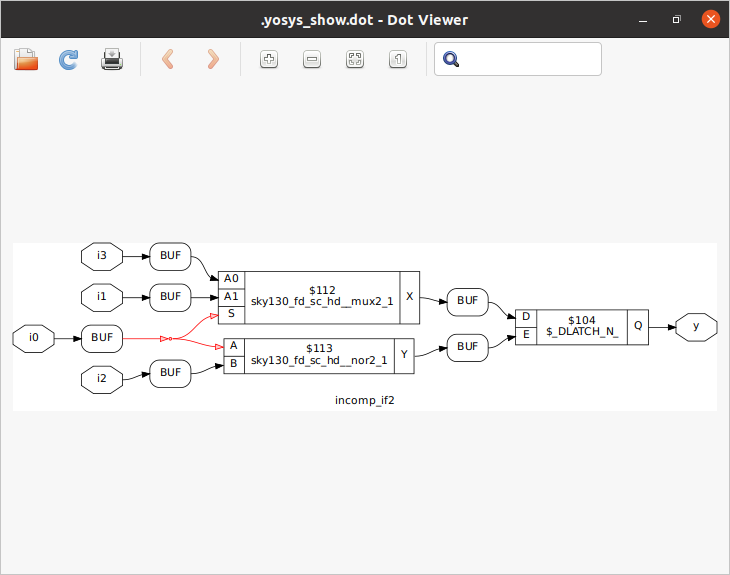 .yosys_show.dot - Dot Viewer
1
i3
BUF
i1
BUF
i0
BUF
i2
BUF
A0
A1
S
$112
sky130_fd_sc_hd__mux2_1
X
A
B
$113
sky130_fd_sc_hd__nor2_1
Y
BUF
BUF
D
E
$104
$_DLATCH_N_
Q
y
incomp_if2